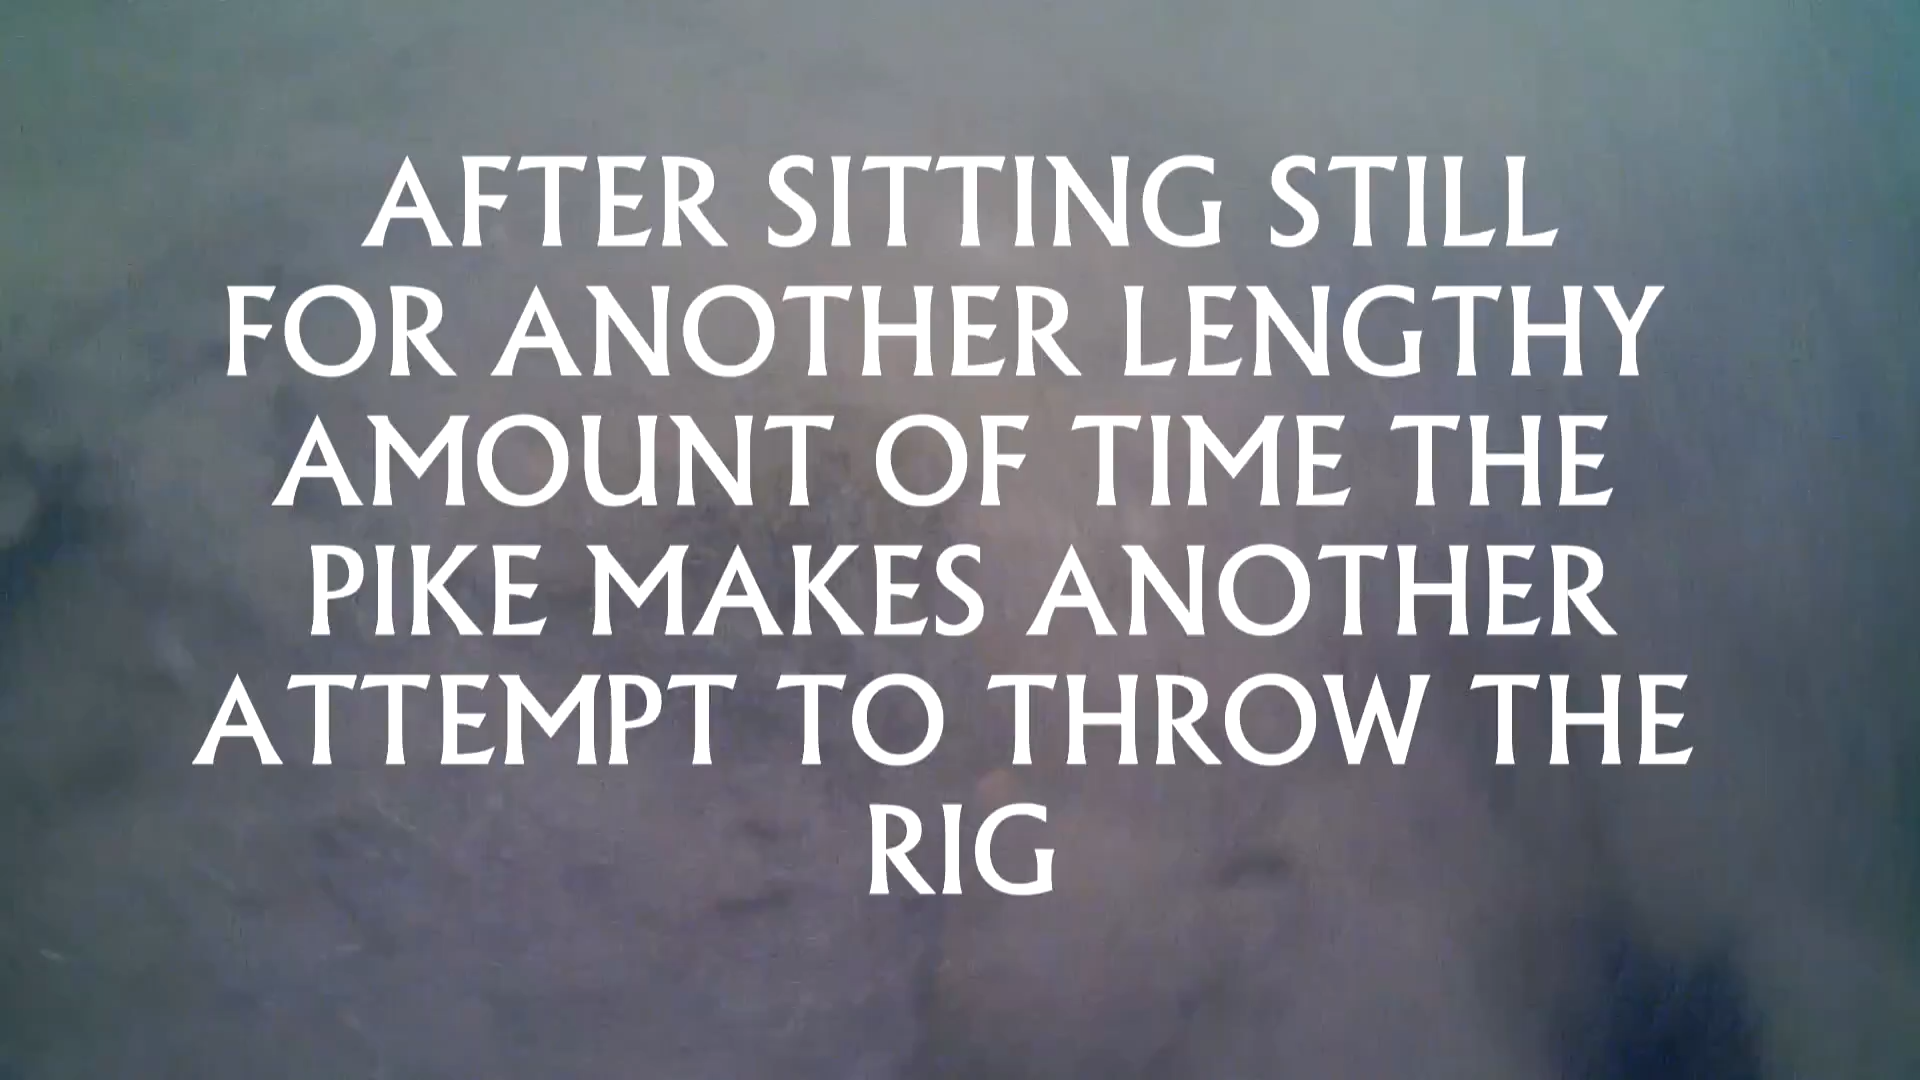 AFTER SITTING STILL
FOR ANOTHER LENGTHY
AMOUNT OF TIME THE
PIKE MAKES ANOTHER
ATTEMPT TO THROW THE
RIG